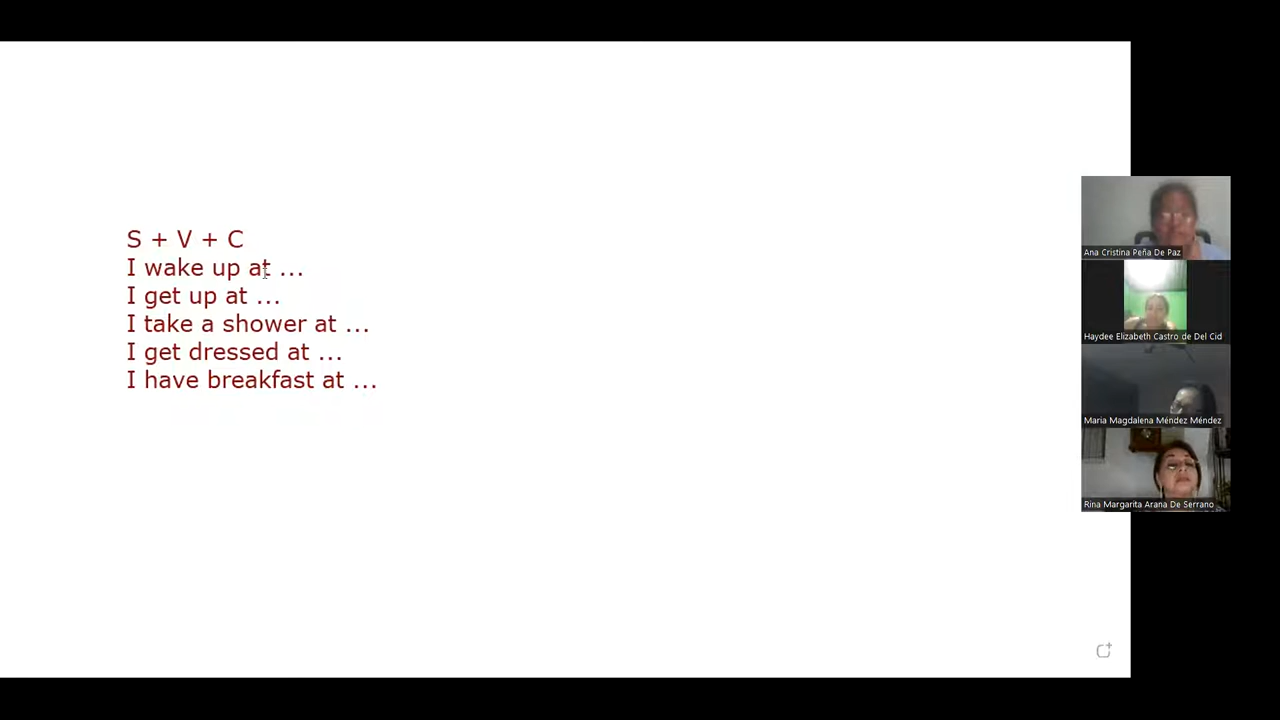 S + V + C
I wake up at ...
I get up at ...
I take a shower at ...
I get dressed at ...
I have breakfast at ...
Ana Cristina Peña De Paz
Haydee Elizabeth Castro de Del Cid
Maria Magdalena Méndez Méndez
Rina Margarita Arana De Serrano